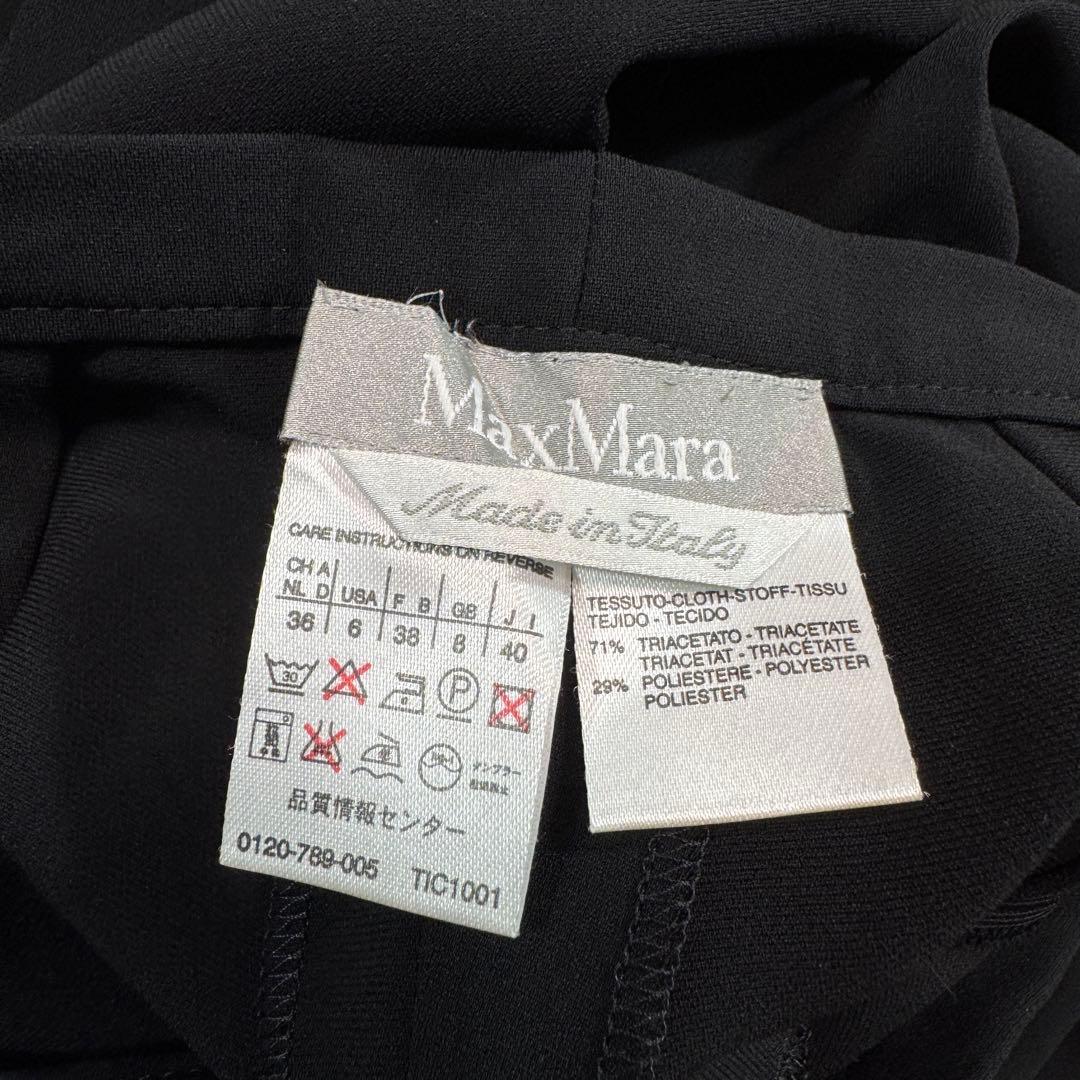 MaxMara
Made in Italy
CARE INSTRUCTIONS ON REVERSE
CH A
NL D USA F B GB J I
36 6 38 8 40
30
P
品質情報センター
0120-789-005 TIC1001
TESSUTO-CLOTH-STOFF-TISSU
TEJIDO - TECIDO
71% TRIACETATO - TRIACETATE
TRIACETAT - TRIACÉTATE
29% POLIESTERE - POLYESTER
POLIESTER